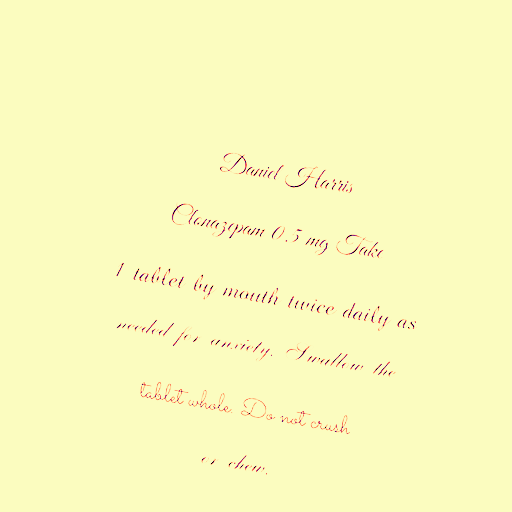 Daniel Harris
Clonazepam 0.5 mg Take
1 tablet by mouth twice daily as
needed for anxiety. Swallow the
tablet whole. Do not crush
or chew.